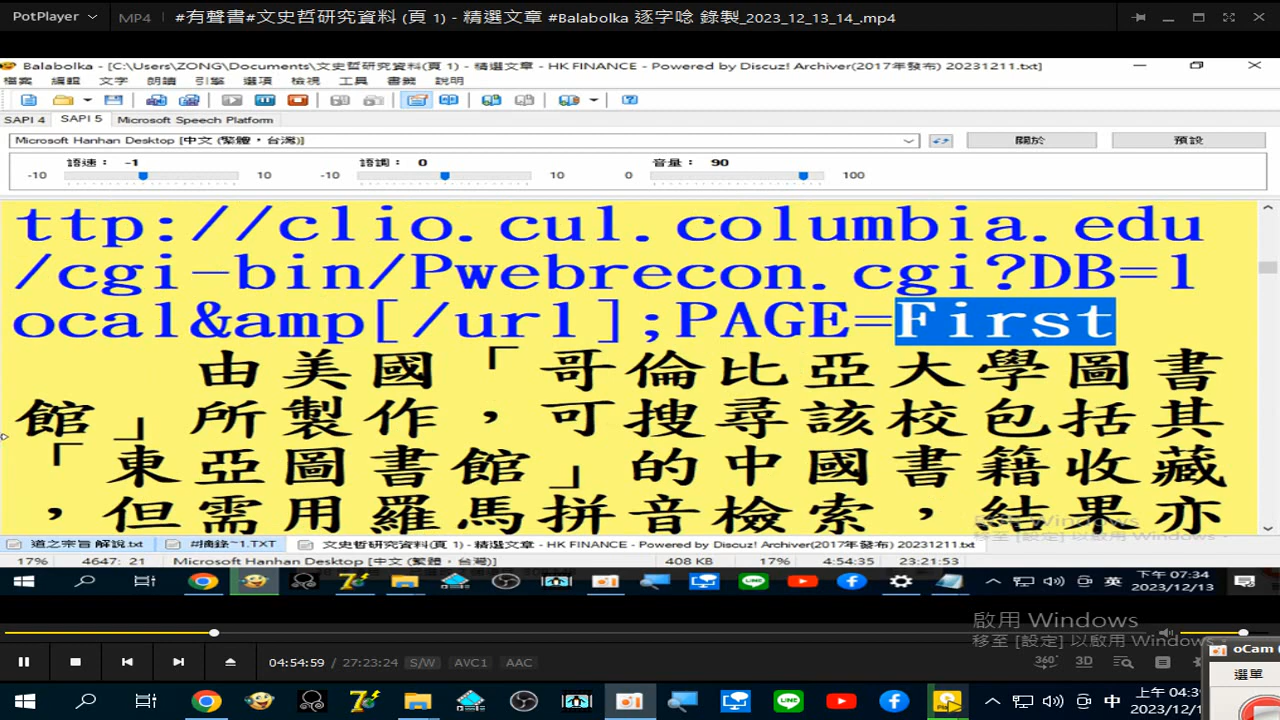 PotPlayer MP4 #有聲書#文史哲研究資料 (頁 1) - 精選文章 #Balabolka 逐字唸 錄製_2023_12_13_14_.mp4
Balabolka - [C:\Users\ZONG\Documents\文史哲研究資料(頁 1) - 精選文章 - HK FINANCE - Powered by Discuz! Archiver(2017年發布) 20231211.txt]
檔案 編輯 文字 朗讀 引擎 選項 檢視 工具 書籤 說明
SAPI 4 SAPI 5 Microsoft Speech Platform
Microsoft Hanhan Desktop [中文 (繁體，台灣)] 關於 預設
語速： -1 語調： 0 音量： 90
-10 10 -10 10 0 100
ttp://clio.cul.columbia.edu
/cgi-bin/Pwebrecon.cgi?DB=l
ocal&amp[/url];PAGE=First
由美國「哥倫比亞大學圖書
館」所製作，可搜尋該校包括其
「東亞圖書館」的中國書籍收藏
，但需用羅馬拼音檢索，結果亦
啟用 Windows
移至 [設定] 以啟用 Windows。
道之宗旨 解說.txt #摘錄~1.TXT 文史哲研究資料(頁 1) - 精選文章 - HK FINANCE - Powered by Discuz! Archiver(2017年發布) 20231211.txt
17% 4647: 21 Microsoft Hanhan Desktop [中文 (繁體，台灣)] 408 KB 17% 4:54:35 23:21:53
英 下午 07:34
2023/12/13
啟用 Windows
移至 [設定] 以啟用 Windows。
oCam
04:54:59 / 27:23:24 S/W AVC1 AAC 360° 3D
選單
中 上午 04:39
2023/12/1